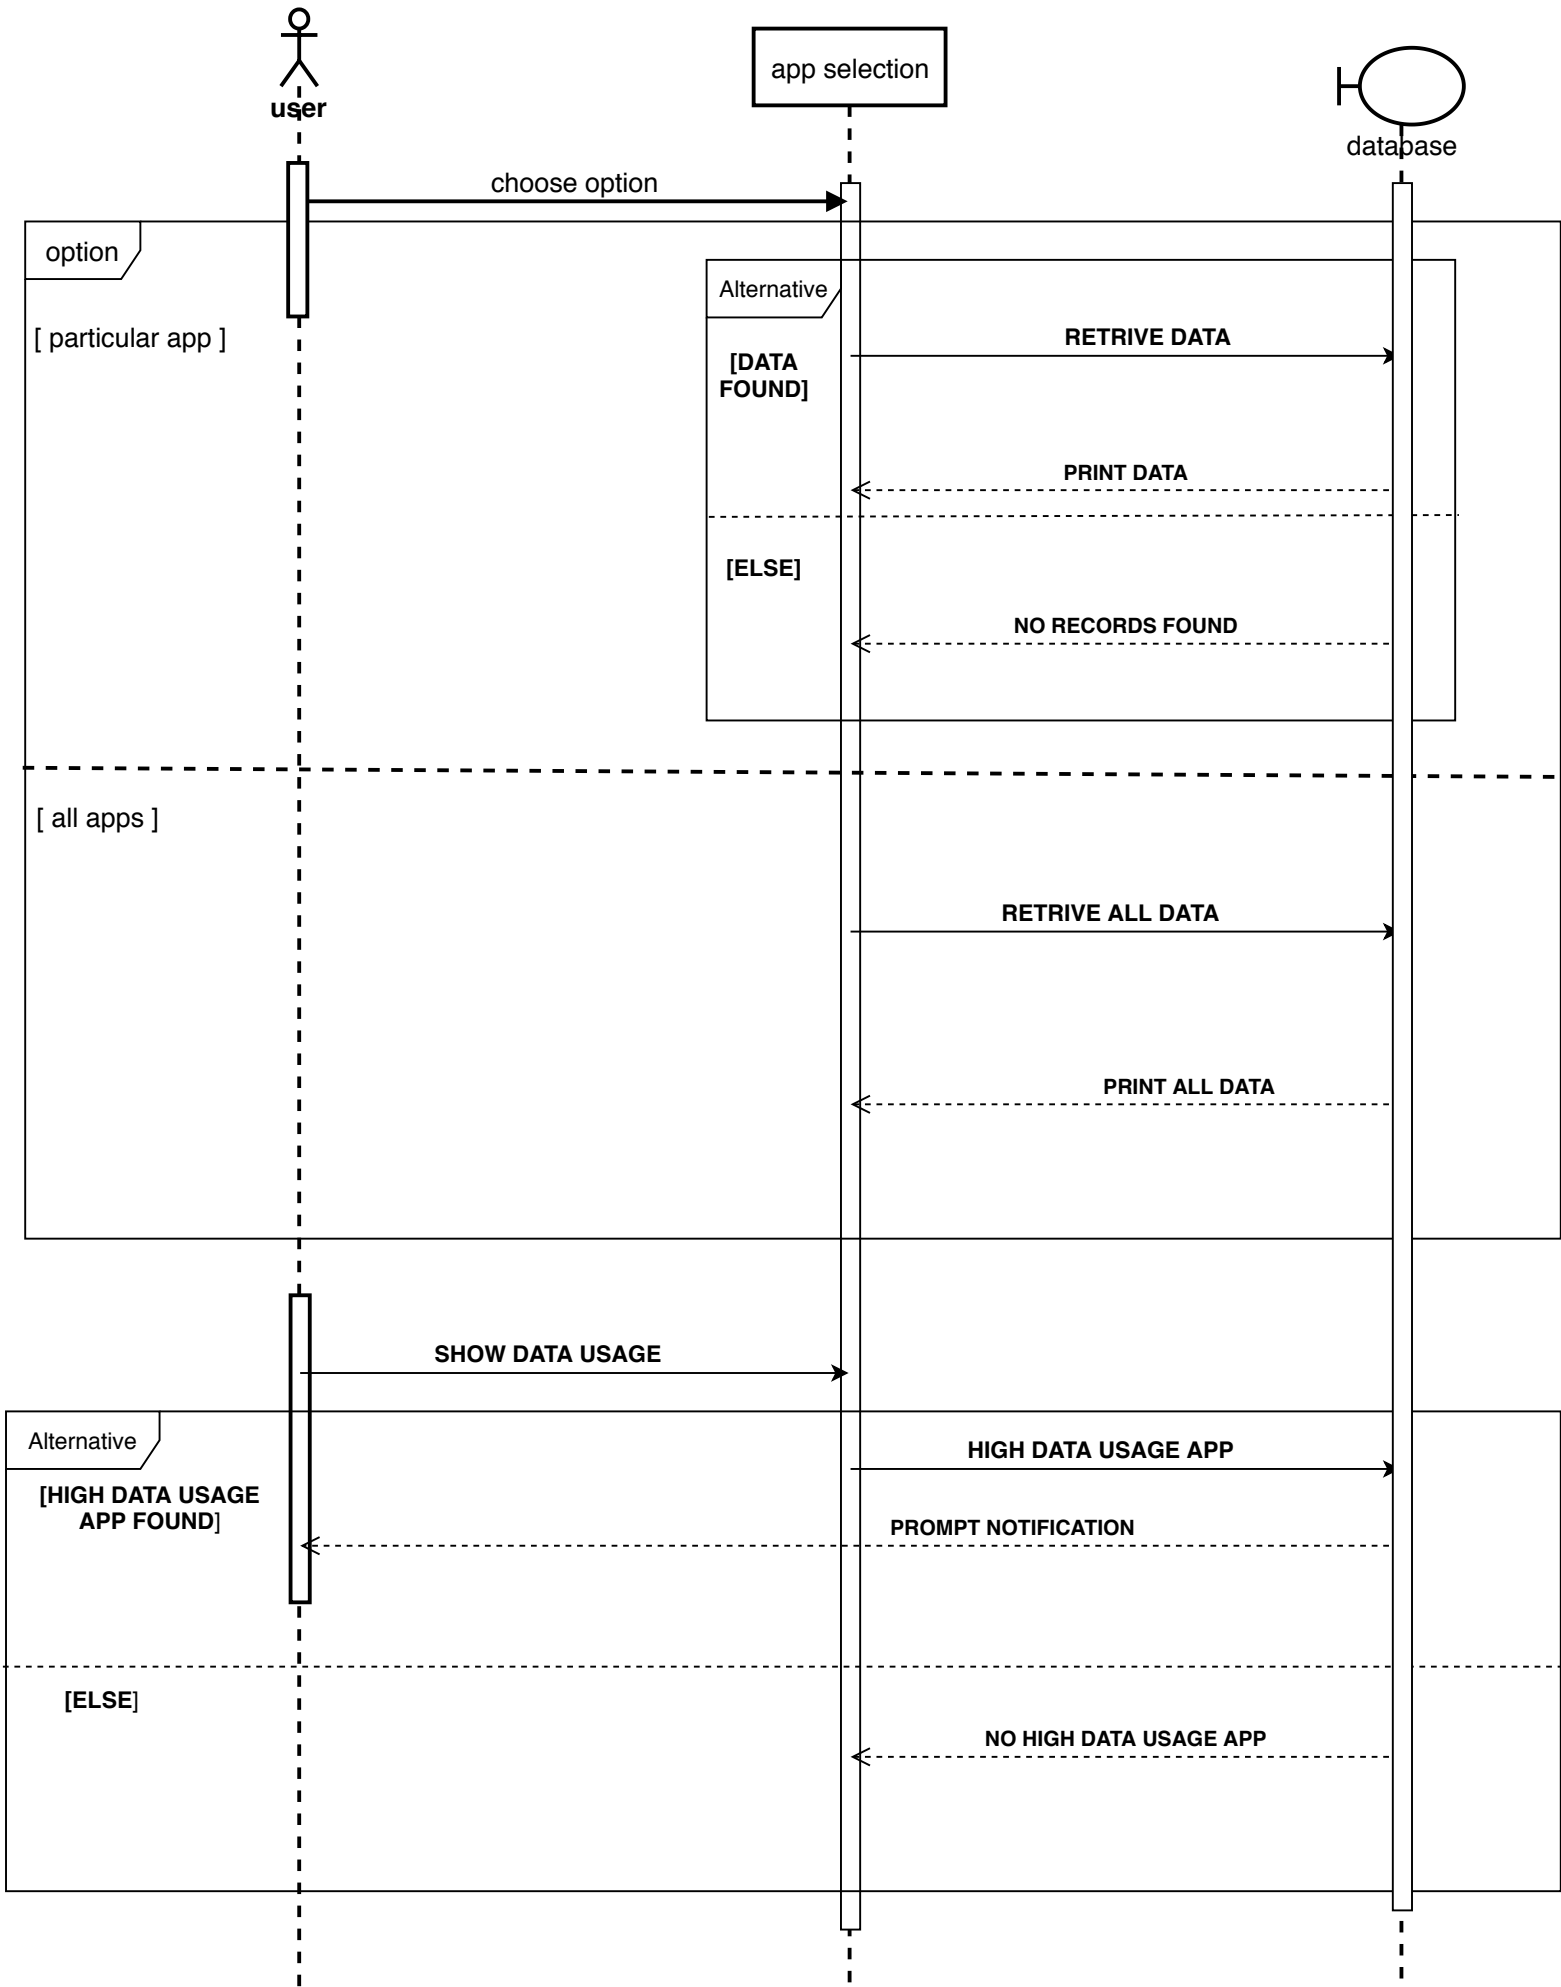 user
app selection
database
choose option
option
Alternative
[ particular app ]
RETRIVE DATA
[DATA
FOUND]
PRINT DATA
[ELSE]
NO RECORDS FOUND
[ all apps ]
RETRIVE ALL DATA
PRINT ALL DATA
SHOW DATA USAGE
Alternative
HIGH DATA USAGE APP
[HIGH DATA USAGE
APP FOUND]
PROMPT NOTIFICATION
[ELSE]
NO HIGH DATA USAGE APP